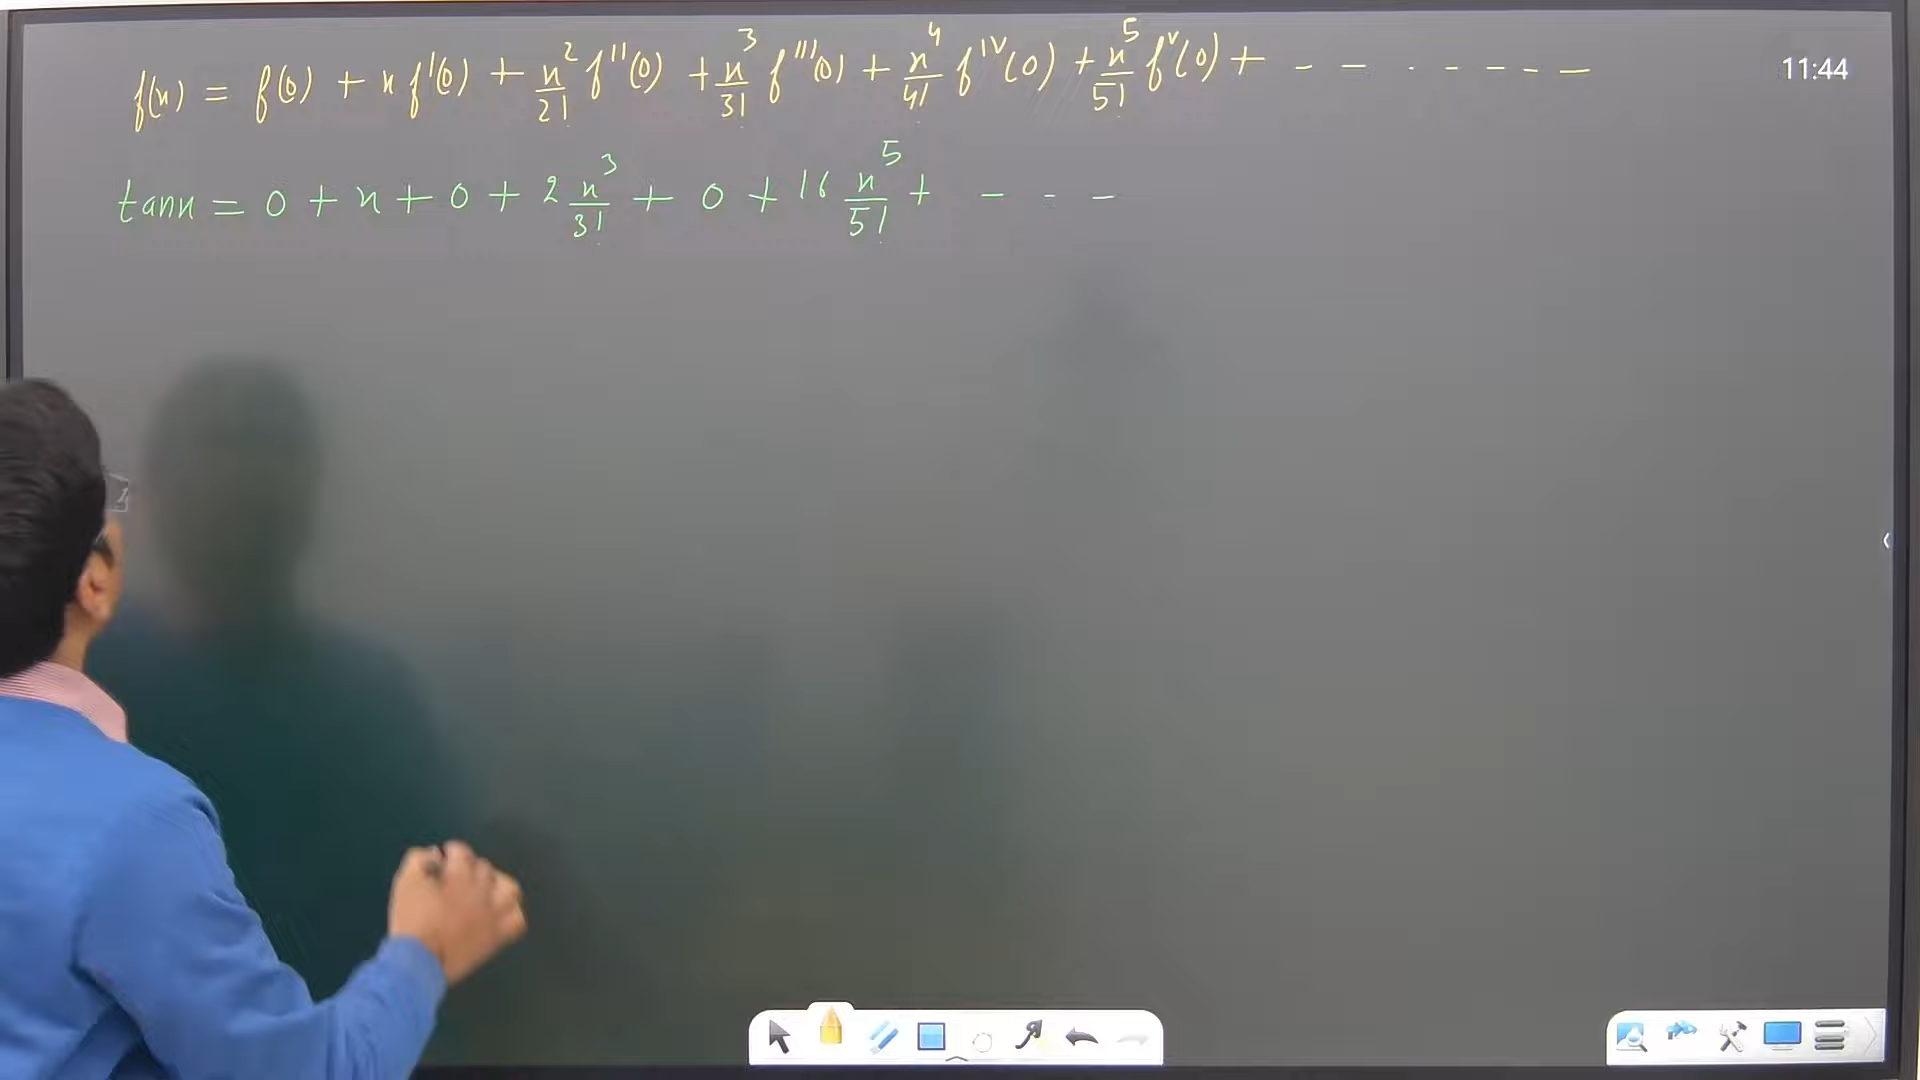 f(x) = f(0) + x f'(0) + x²/2! f''(0) + x³/3! f'''(0) + x⁴/4! f^IV(0) + x⁵/5! f^V(0) + - - - - - - - -
11:44
tanx = 0 + x + 0 + 2 x³/3! + 0 + 16 x⁵/5! + - - -